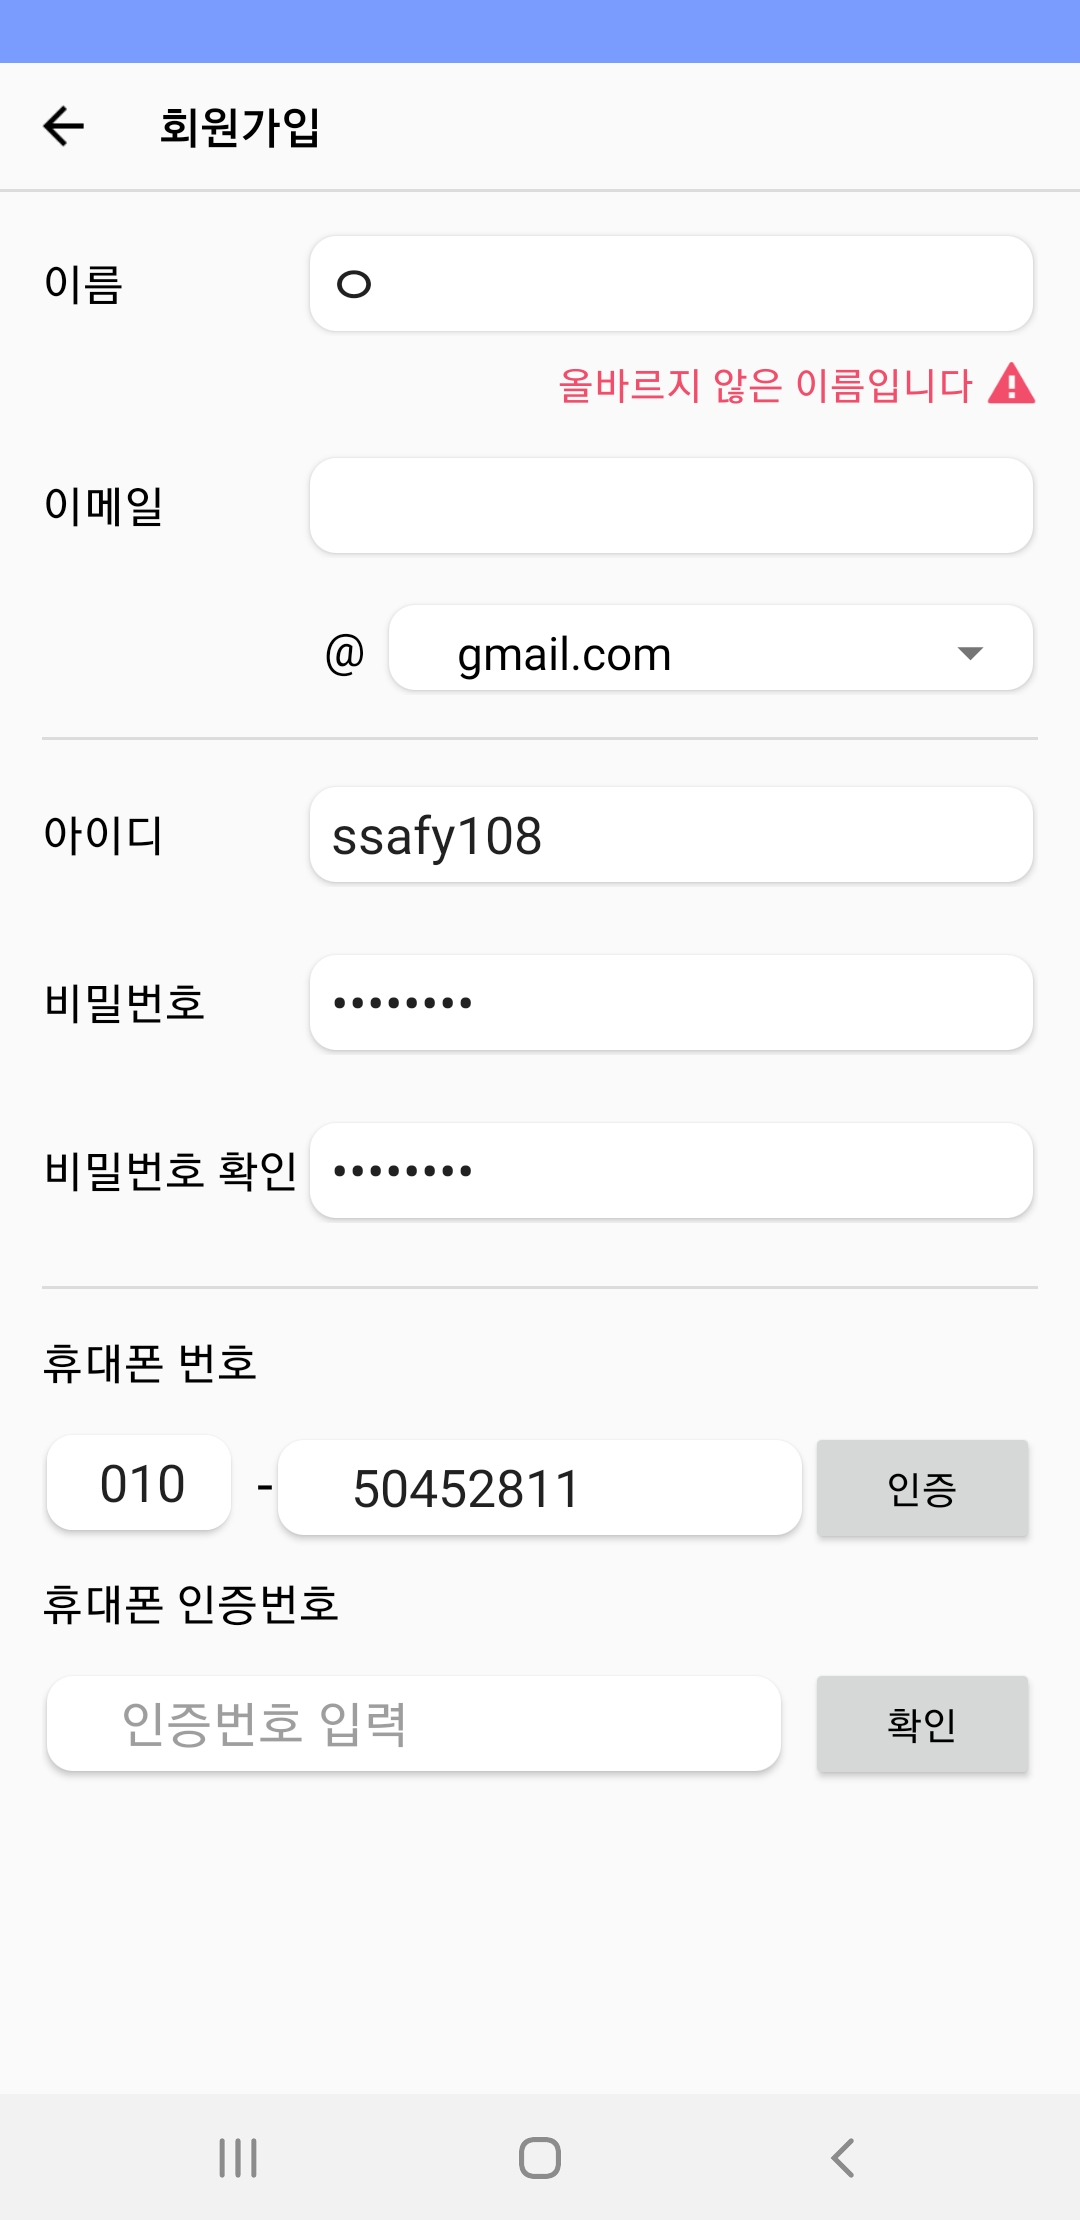 회원가입
이름 ㅇ
올바르지 않은 이름입니다
이메일
@ gmail.com
아이디 ssafy108
비밀번호 ••••••••
비밀번호 확인 ••••••••
휴대폰 번호
010 - 50452811 인증
휴대폰 인증번호
인증번호 입력 확인